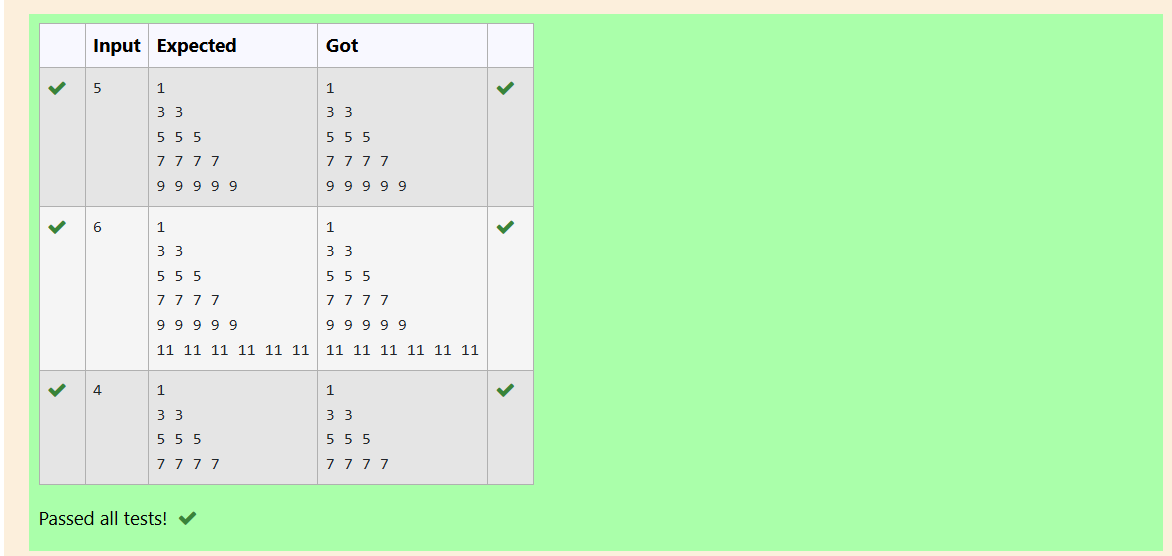 Input Expected Got
5 1 1
3 3 3 3
5 5 5 5 5 5
7 7 7 7 7 7 7 7
9 9 9 9 9 9 9 9 9 9
6 1 1
3 3 3 3
5 5 5 5 5 5
7 7 7 7 7 7 7 7
9 9 9 9 9 9 9 9 9 9
11 11 11 11 11 11 11 11 11 11 11 11
4 1 1
3 3 3 3
5 5 5 5 5 5
7 7 7 7 7 7 7 7
Passed all tests!